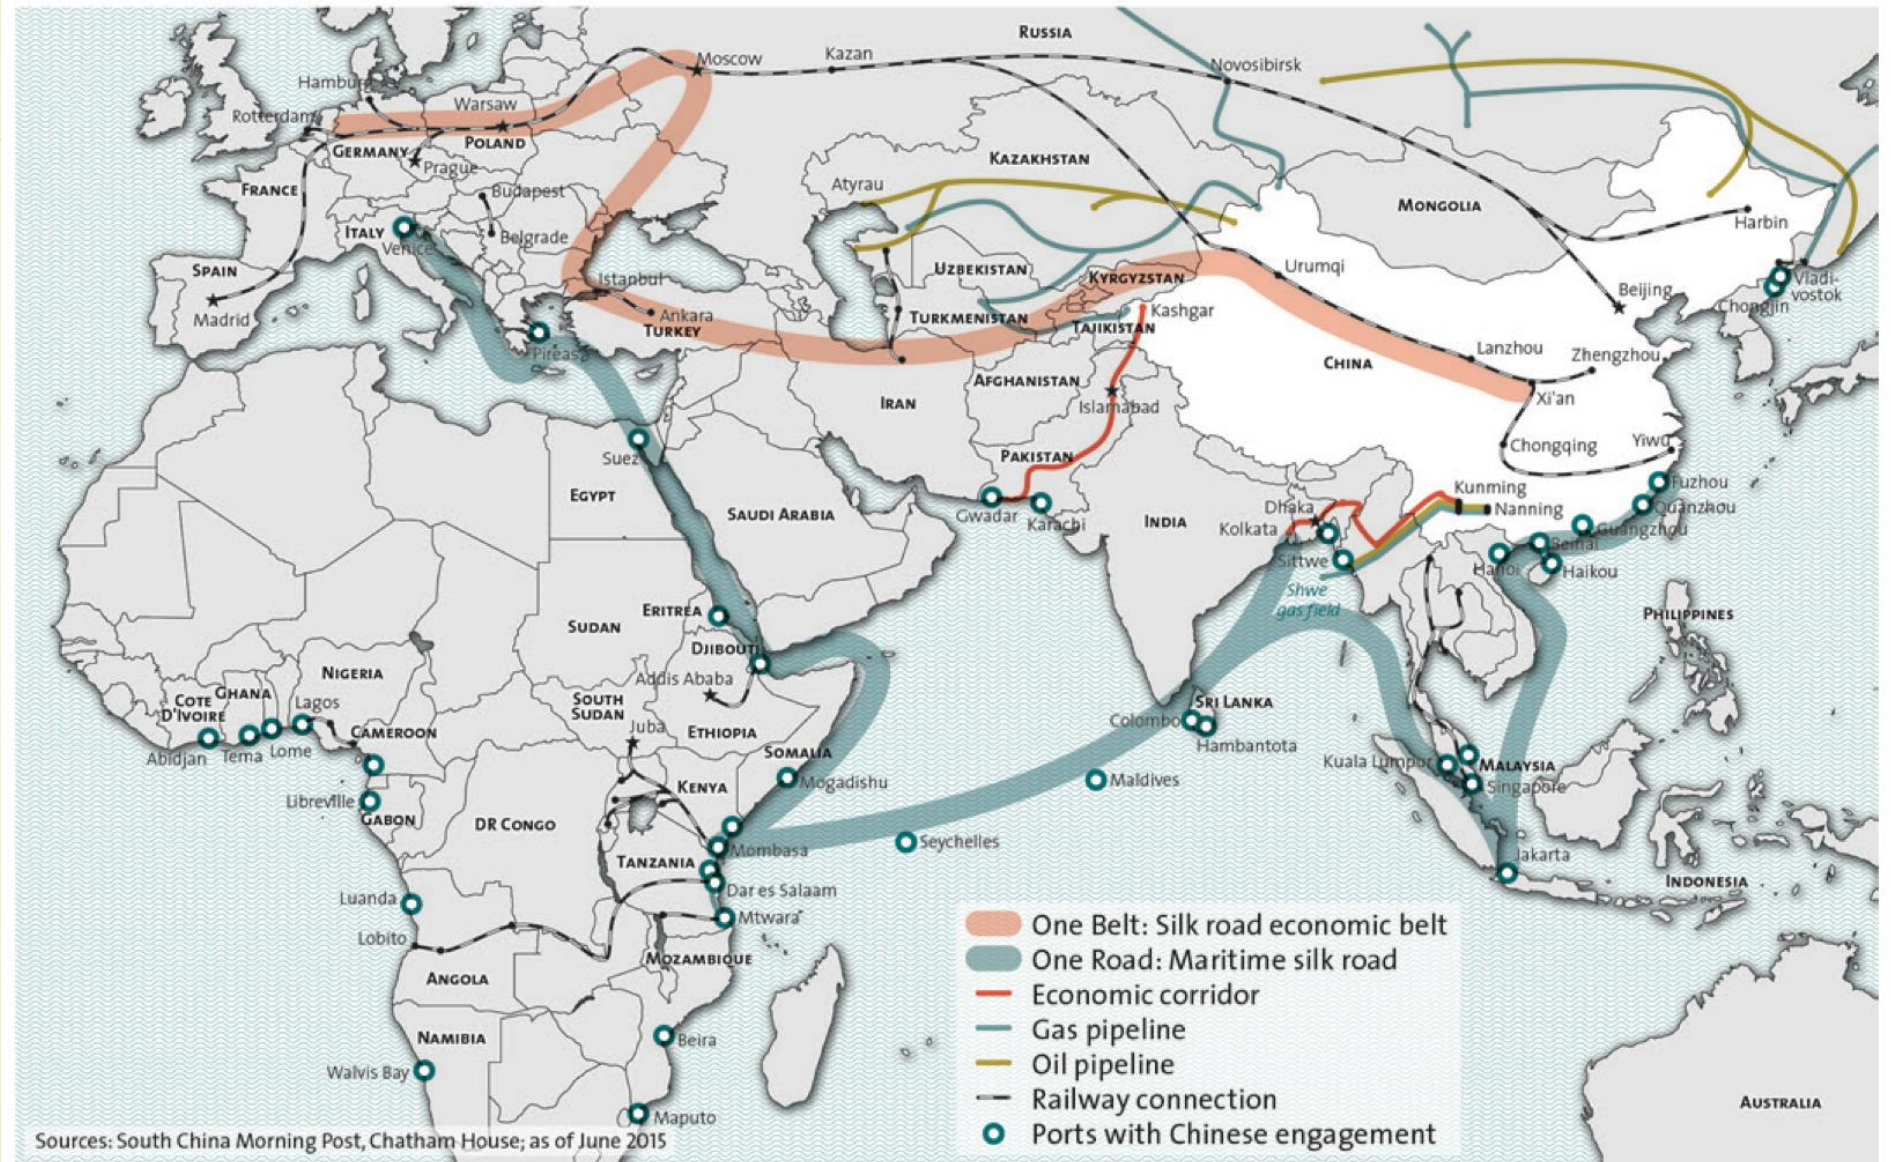 RUSSIA
Moscow
Kazan
Novosibirsk
Hamburg
Warsaw
Rotterdam
GERMANY
POLAND
Prague
KAZAKHSTAN
FRANCE
Budapest
Atyrau
MONGOLIA
Harbin
ITALY
Venice
Belgrade
SPAIN
Madrid
Istanbul
Ankara
TURKEY
UZBEKISTAN
KYRGYZSTAN
Urumqi
Beijing
Vladi-
vostok
Chongjin
TURKMENISTAN
TAJIKISTAN
Kashgar
Pireas
Lanzhou
Zhengzhou
CHINA
AFGHANISTAN
Islamabad
IRAN
Xi'an
Chongqing
Yiwu
Suez
PAKISTAN
EGYPT
SAUDI ARABIA
Gwadar
Karachi
INDIA
Dhaka
Kolkata
Kunming
Nanning
Fuzhou
Quanzhou
Guangzhou
Beihai
Sittwe
Hanoi
Haikou
Shwe
gas field
PHILIPPINES
ERITREA
SUDAN
DJIBOUTI
Addis Ababa
NIGERIA
GHANA
COTE
D'IVOIRE
Lagos
SOUTH
SUDAN
Juba
ETHIOPIA
CAMEROON
Abidjan
Tema
Lome
SOMALIA
Mogadishu
SRI LANKA
Colombo
Hambantota
Maldives
Kuala Lumpur
MALAYSIA
Singapore
KENYA
Libreville
GABON
DR CONGO
Mombasa
Seychelles
TANZANIA
Dar es Salaam
Jakarta
INDONESIA
Luanda
Mtwara
Lobito
MOZAMBIQUE
ANGOLA
NAMIBIA
Beira
Walvis Bay
Maputo
AUSTRALIA
One Belt: Silk road economic belt
One Road: Maritime silk road
Economic corridor
Gas pipeline
Oil pipeline
Railway connection
Ports with Chinese engagement
Sources: South China Morning Post, Chatham House; as of June 2015